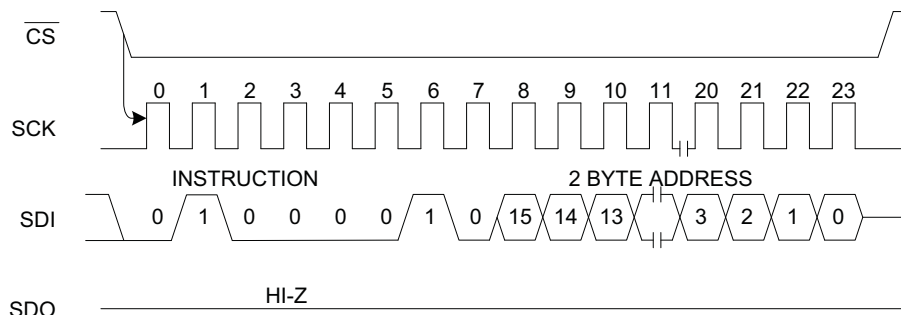 CS
0 1 2 3 4 5 6 7 8 9 10 11 20 21 22 23
SCK
INSTRUCTION 2 BYTE ADDRESS
SDI 0 1 0 0 0 0 1 0 15 14 13 3 2 1 0
HI-Z
SDO